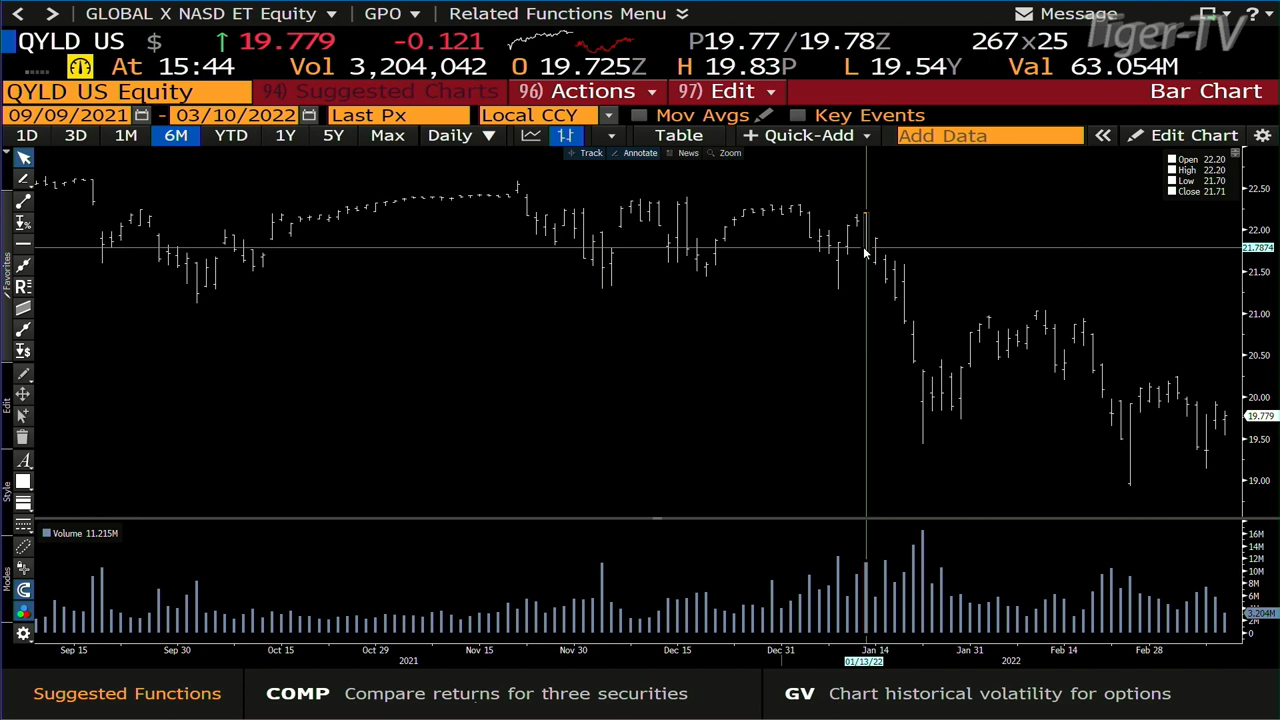 < > GLOBAL X NASD ET Equity ▼ GPO ▼ Related Functions Menu Message ? Tiger-TV
QYLD US $ ↑ 19.779 -0.121 P19.77 /19.78Z 267x25
At 15:44 Vol 3,204,042 O 19.725Z H 19.83P L 19.54Y Val 63.054M
QYLD US Equity 94) Suggested Charts 96) Actions 97) Edit Bar Chart
09/09/2021 - 03/10/2022 Last Px Local CCY Mov Avgs Key Events
1D 3D 1M 6M YTD 1Y 5Y Max Daily ▼ Table + Quick-Add Add Data « Edit Chart
Track Annotate News Zoom
Open 22.20
High 22.20
Low 21.70
Close 21.71
22.50
22.00
21.7874
21.50
21.00
20.50
20.00
19.779
19.50
19.00
Favorites
Edit
Style
Modes
Volume 11.215M
16M
14M
12M
10M
8M
6M
3.204M
2M
0
Sep 15 Sep 30 Oct 15 Oct 29 Nov 15 Nov 30 Dec 15 Dec 31 Jan 14 Jan 31 Feb 14 Feb 28
2021 01/13/22 2022
Suggested Functions COMP Compare returns for three securities GV Chart historical volatility for options